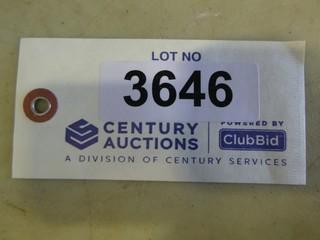 LOT NO
3646
CENTURY
AUCTIONS
POWERED BY
ClubBid
A DIVISION OF CENTURY SERVICES